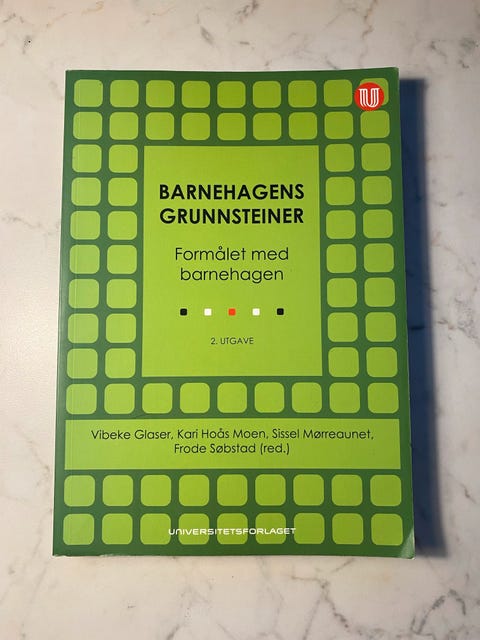 U
BARNEHAGENS
GRUNNSTEINER
Formålet med
barnehagen
2. UTGAVE
Vibeke Glaser, Kari Hoås Moen, Sissel Mørreaunet,
Frode Søbstad (red.)
UNIVERSITETSFORLAGET